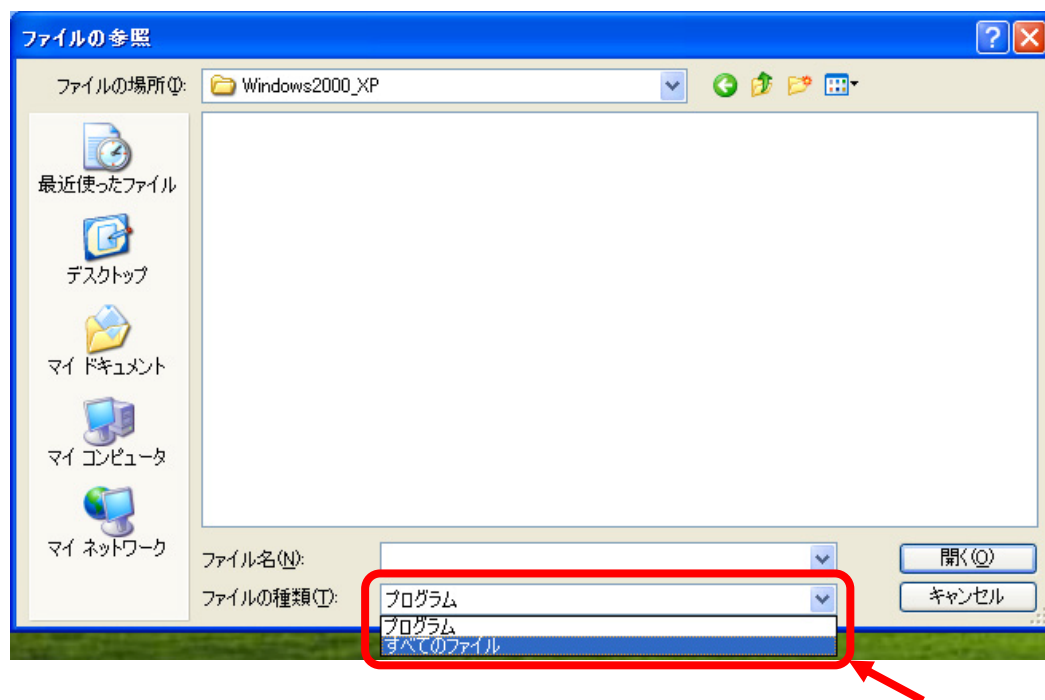 ファイルの参照
ファイルの場所(I):
Windows2000_XP
最近使ったファイル
デスクトップ
マイ ドキュメント
マイ コンピュータ
マイ ネットワーク
ファイル名(N):
開く(O)
ファイルの種類(T):
プログラム
キャンセル
プログラム
すべてのファイル